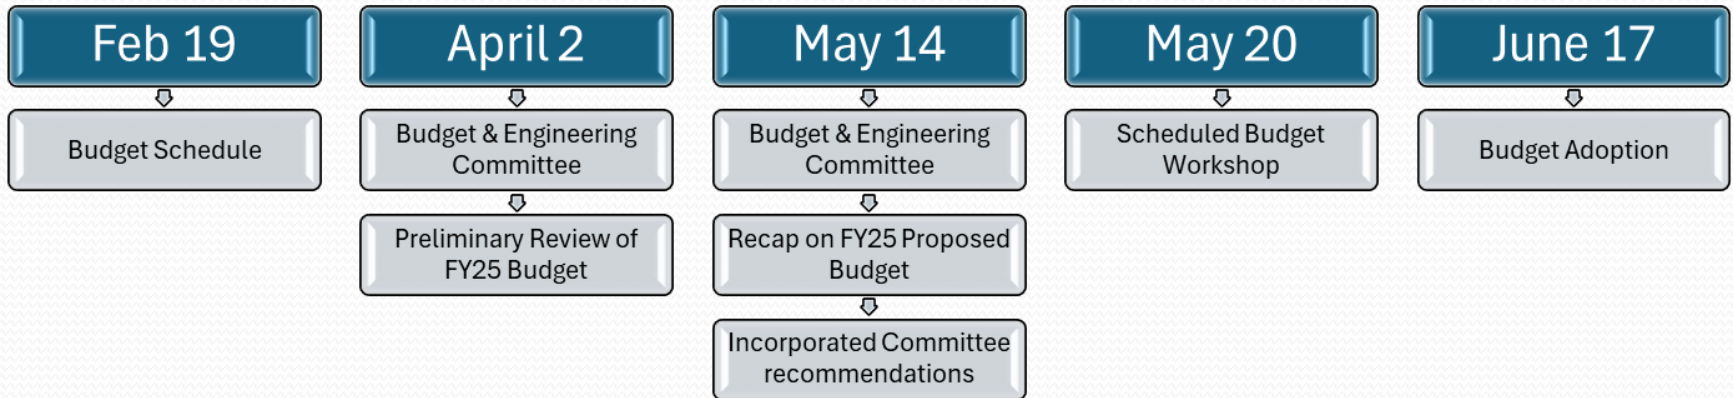 Feb 19
Budget Schedule
April 2
Budget & Engineering
Committee
Preliminary Review of
FY25 Budget
May 14
Budget & Engineering
Committee
Recap on FY25 Proposed
Budget
Incorporated Committee
recommendations
May 20
Scheduled Budget
Workshop
June 17
Budget Adoption